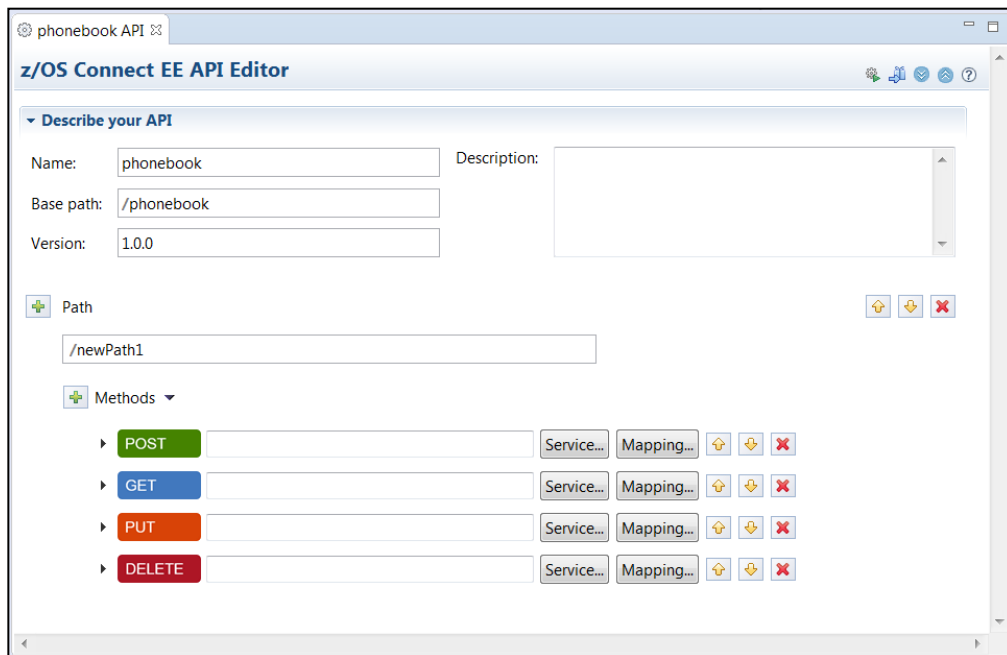 phonebook API
z/OS Connect EE API Editor
Describe your API
Name: phonebook Description:
Base path: /phonebook
Version: 1.0.0
Path
/newPath1
Methods
POST Service... Mapping...
GET Service... Mapping...
PUT Service... Mapping...
DELETE Service... Mapping...